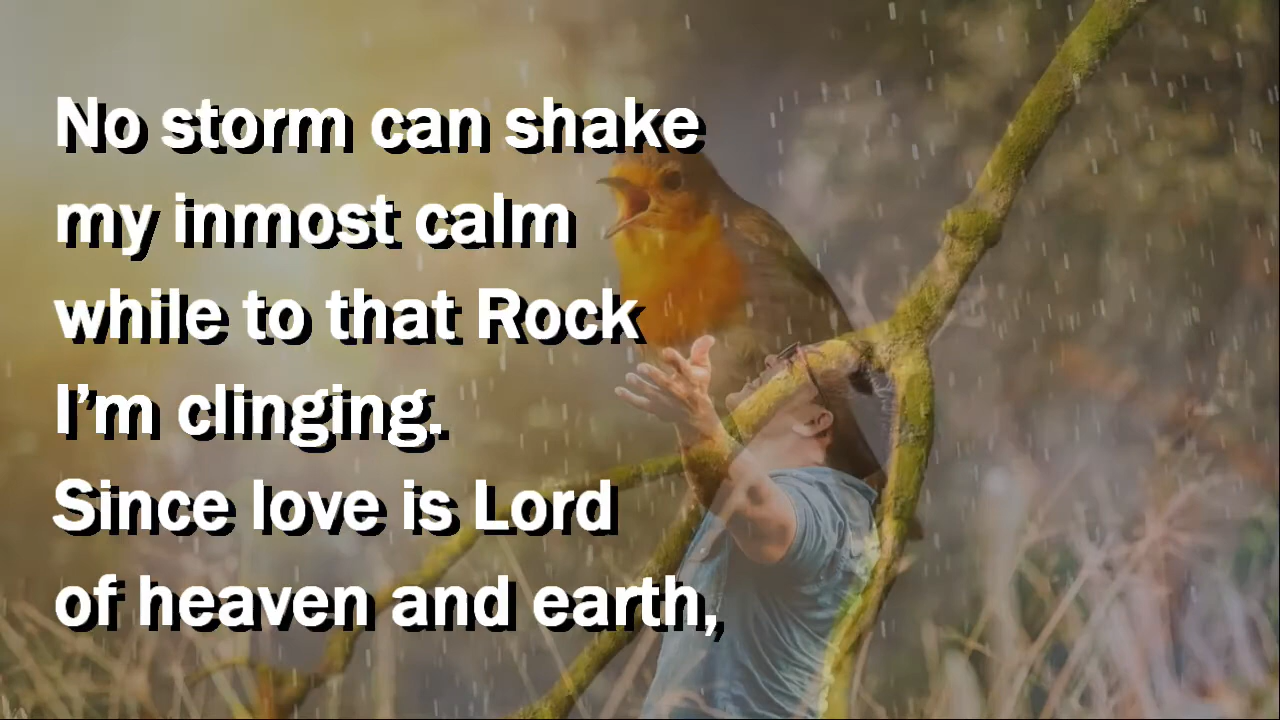 No storm can shake
my inmost calm
while to that Rock
I’m clinging.
Since love is Lord
of heaven and earth,